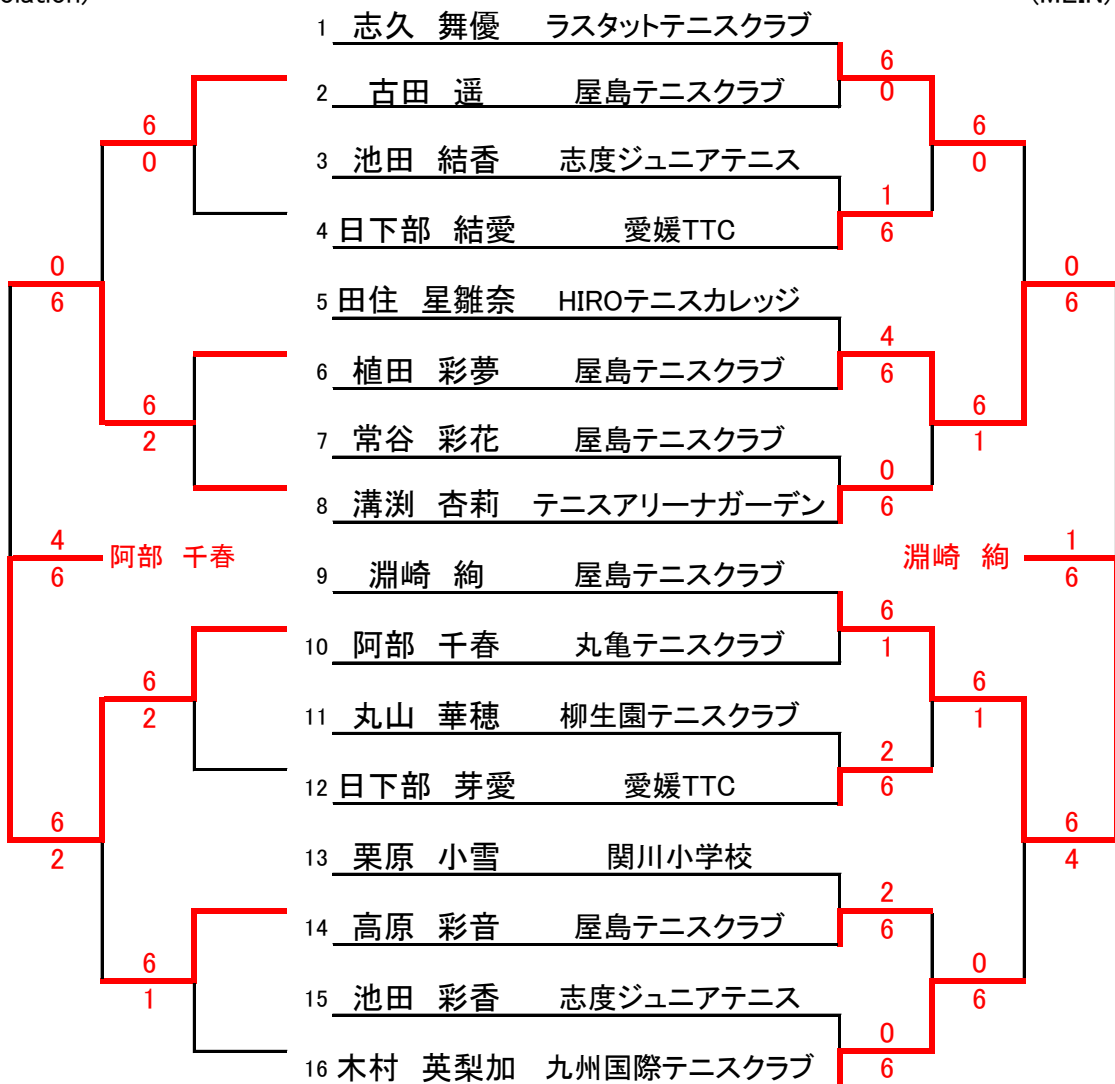 olation)
(MEIN)
1 志久 舞優 ラスタットテニスクラブ
6
0
2 古田 遥 屋島テニスクラブ
6
0
6
0
3 池田 結香 志度ジュニアテニス
1
6
4 日下部 結愛 愛媛TTC
0
6
0
6
5 田住 星雛奈 HIROテニスカレッジ
4
6
6 植田 彩夢 屋島テニスクラブ
6
2
6
1
7 常谷 彩花 屋島テニスクラブ
0
6
8 溝渕 杏莉 テニスアリーナガーデン
4
6
阿部 千春
淵崎 絢
1
6
9 淵崎 絢 屋島テニスクラブ
6
1
10 阿部 千春 丸亀テニスクラブ
6
2
6
1
11 丸山 華穂 柳生園テニスクラブ
2
6
12 日下部 芽愛 愛媛TTC
6
2
6
4
13 栗原 小雪 関川小学校
2
6
14 高原 彩音 屋島テニスクラブ
6
1
0
6
15 池田 彩香 志度ジュニアテニス
0
6
16 木村 英梨加 九州国際テニスクラブ